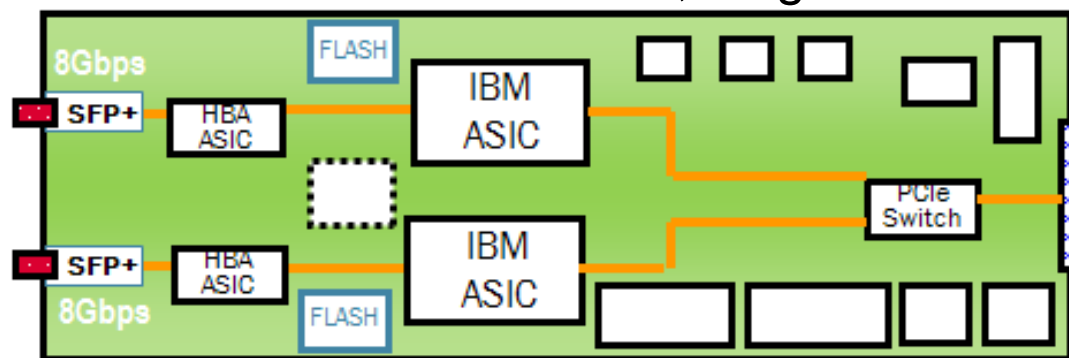 FLASH
8Gbps
IBM
ASIC
SFP+
HBA
ASIC
PCIe
Switch
IBM
ASIC
SFP+
HBA
ASIC
8Gbps
FLASH